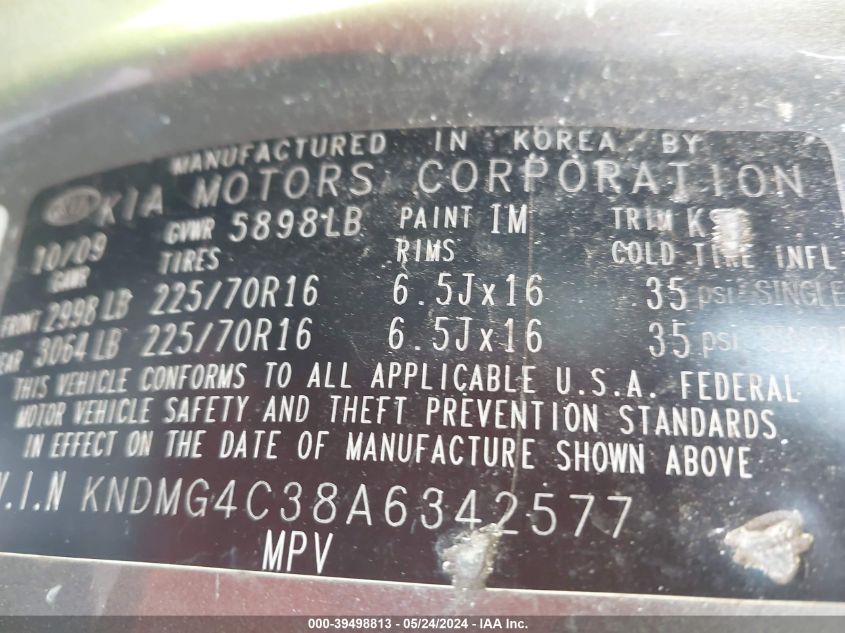 MANUFACTURED IN KOREA BY
KIA KIA MOTORS CORPORATION
10/09 GVWR 5898LB PAINT IM TRIM
GAWR TIRES RIMS COLD TIRE INFL
FRONT 2998 LB 225/70R16 6.5Jx16 35 psi-SINGLE
REAR 3064 LB 225/70R16 6.5Jx16 35 psi-SINGLE
THIS VEHICLE CONFORMS TO ALL APPLICABLE U.S.A. FEDERAL
MOTOR VEHICLE SAFETY AND THEFT PREVENTION STANDARDS
IN EFFECT ON THE DATE OF MANUFACTURE SHOWN ABOVE
V.I.N KNDMG4C38A6342577
MPV
000-39498813 - 05/24/2024 - IAA Inc.